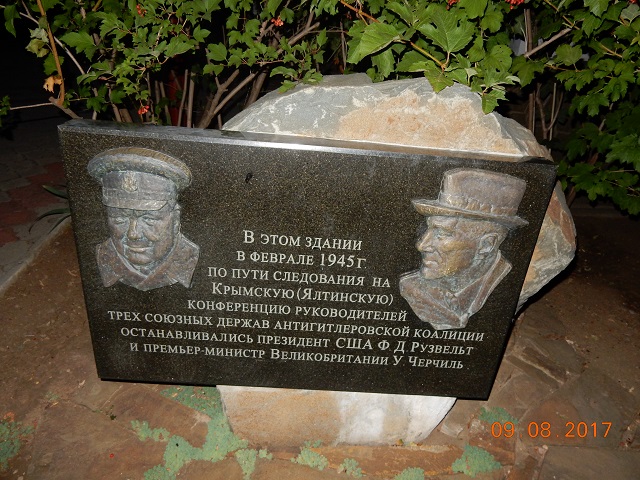 В этом здании
в феврале 1945 г.
по пути следования на
Крымскую (Ялтинскую)
конференцию руководителей
трех союзных держав антигитлеровской коалиции
останавливались президент США Ф Д Рузвельт
и премьер-министр Великобритании У. Черчиль
09 08 2017